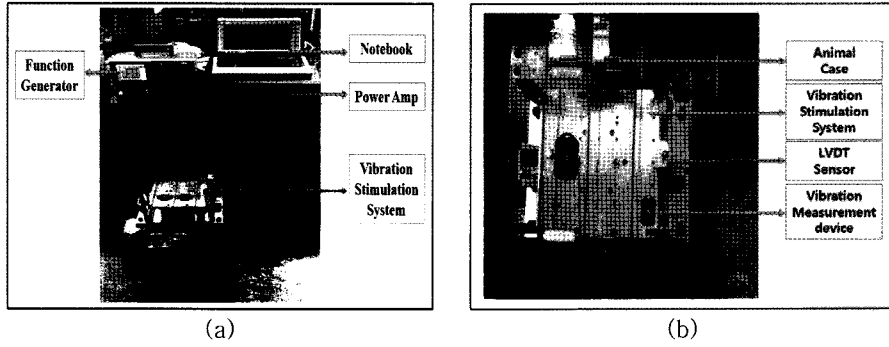 Function
Generator
Notebook
Power Amp
Vibration
Stimulation
System
(a)
Animal
Case
Vibration
Stimulation
System
LVDT
Sensor
Vibration
Measurement
device
(b)